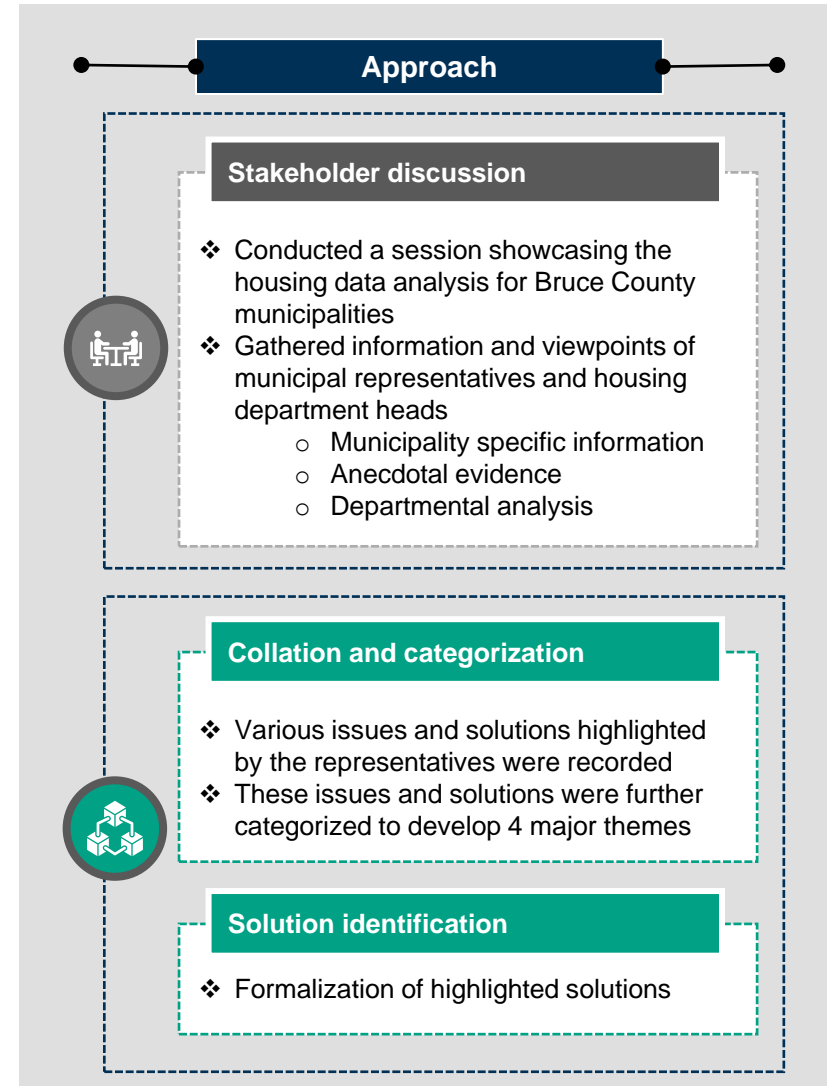 Approach
Stakeholder discussion
❖ Conducted a session showcasing the
housing data analysis for Bruce County
municipalities
❖ Gathered information and viewpoints of
municipal representatives and housing
department heads
o Municipality specific information
o Anecdotal evidence
o Departmental analysis
Collation and categorization
❖ Various issues and solutions highlighted
by the representatives were recorded
❖ These issues and solutions were further
categorized to develop 4 major themes
Solution identification
❖ Formalization of highlighted solutions